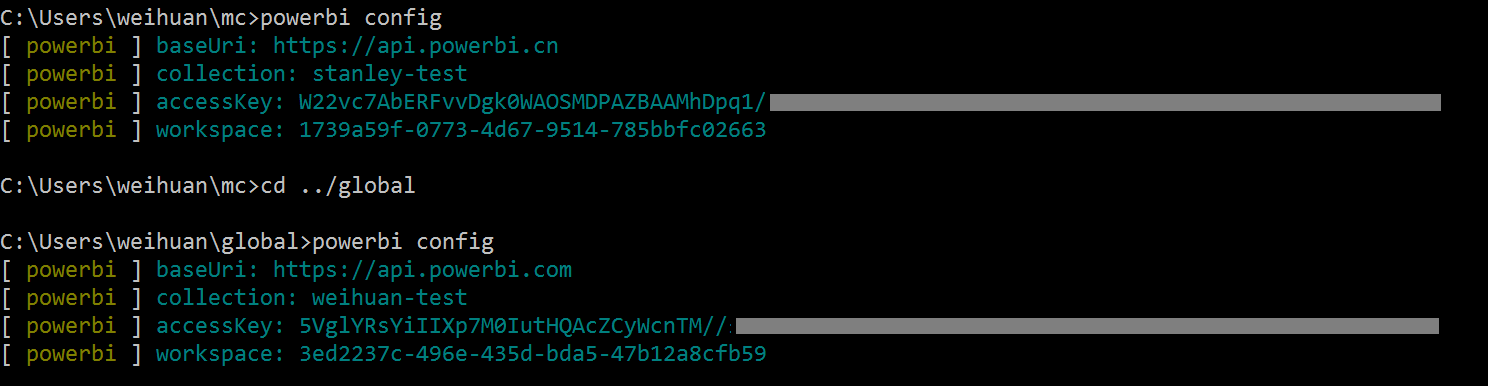 C:\Users\weihuan\mc>powerbi config
[ powerbi ] baseUri: https://api.powerbi.cn
[ powerbi ] collection: stanley-test
[ powerbi ] accessKey: W22vc7AbERFvvDgk0WAOSMDPAZBAAMhDpq1/
[ powerbi ] workspace: 1739a59f-0773-4d67-9514-785bbfc02663
C:\Users\weihuan\mc>cd ../global
C:\Users\weihuan\global>powerbi config
[ powerbi ] baseUri: https://api.powerbi.com
[ powerbi ] collection: weihuan-test
[ powerbi ] accessKey: 5VglYRsYiIIXp7M0IutHQAcZCyWcnTM//
[ powerbi ] workspace: 3ed2237c-496e-435d-bda5-47b12a8cfb59